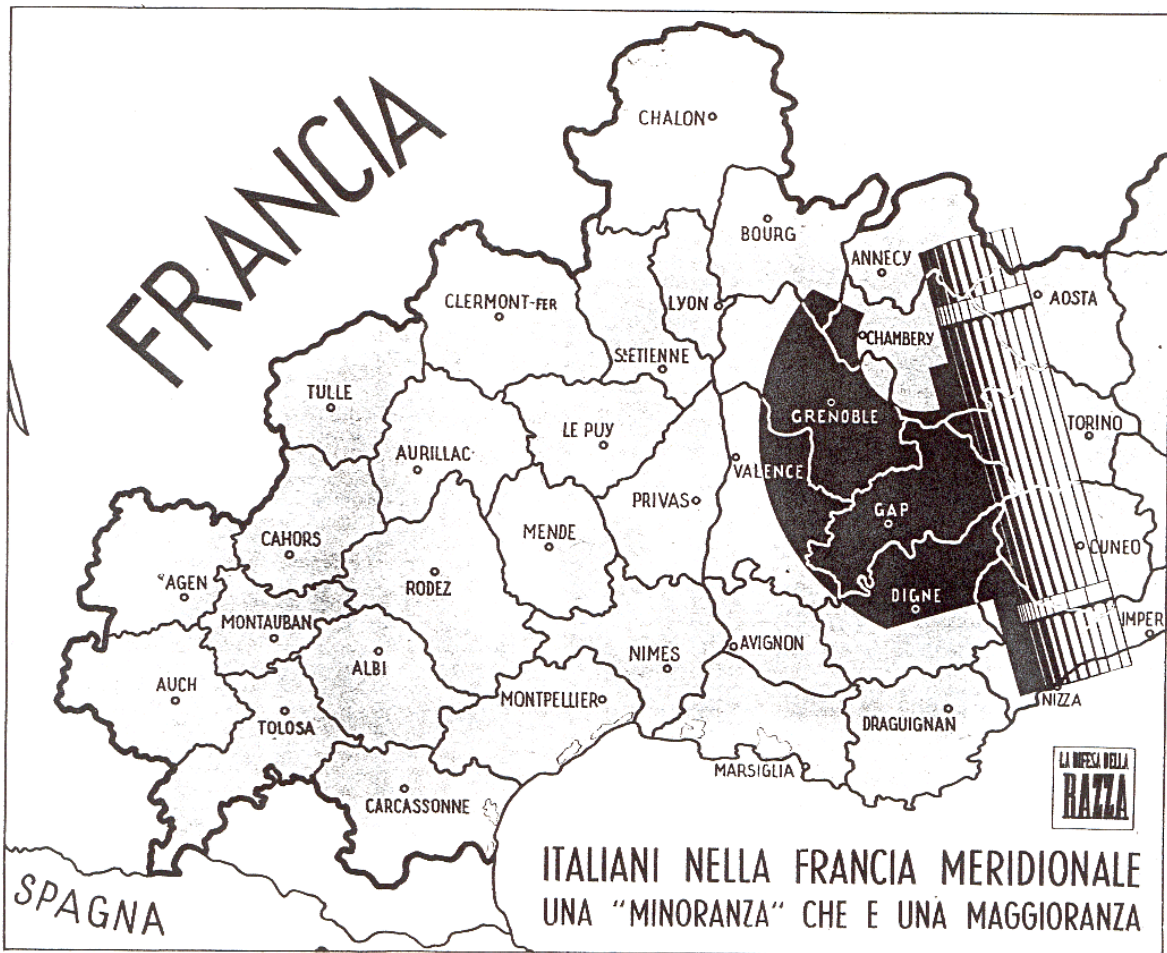 FRANCIA
CHALON
BOURG
ANNECY
AOSTA
CLERMONT-FER
LYON
CHAMBERY
St ETIENNE
TULLE
GRENOBLE
TORINO
LE PUY
AURILLAC
VALENCE
PRIVAS
GAP
CAHORS
MENDE
CUNEO
AGEN
RODEZ
DIGNE
MONTAUBAN
IMPER
ALBI
NIMES
AVIGNON
AUCH
MONTPELLIER
NIZZA
TOLOSA
DRAGUIGNAN
MARSIGLIA
CARCASSONNE
LA DIFESA DELLA
RAZZA
ITALIANI NELLA FRANCIA MERIDIONALE
UNA "MINORANZA" CHE E UNA MAGGIORANZA
SPAGNA